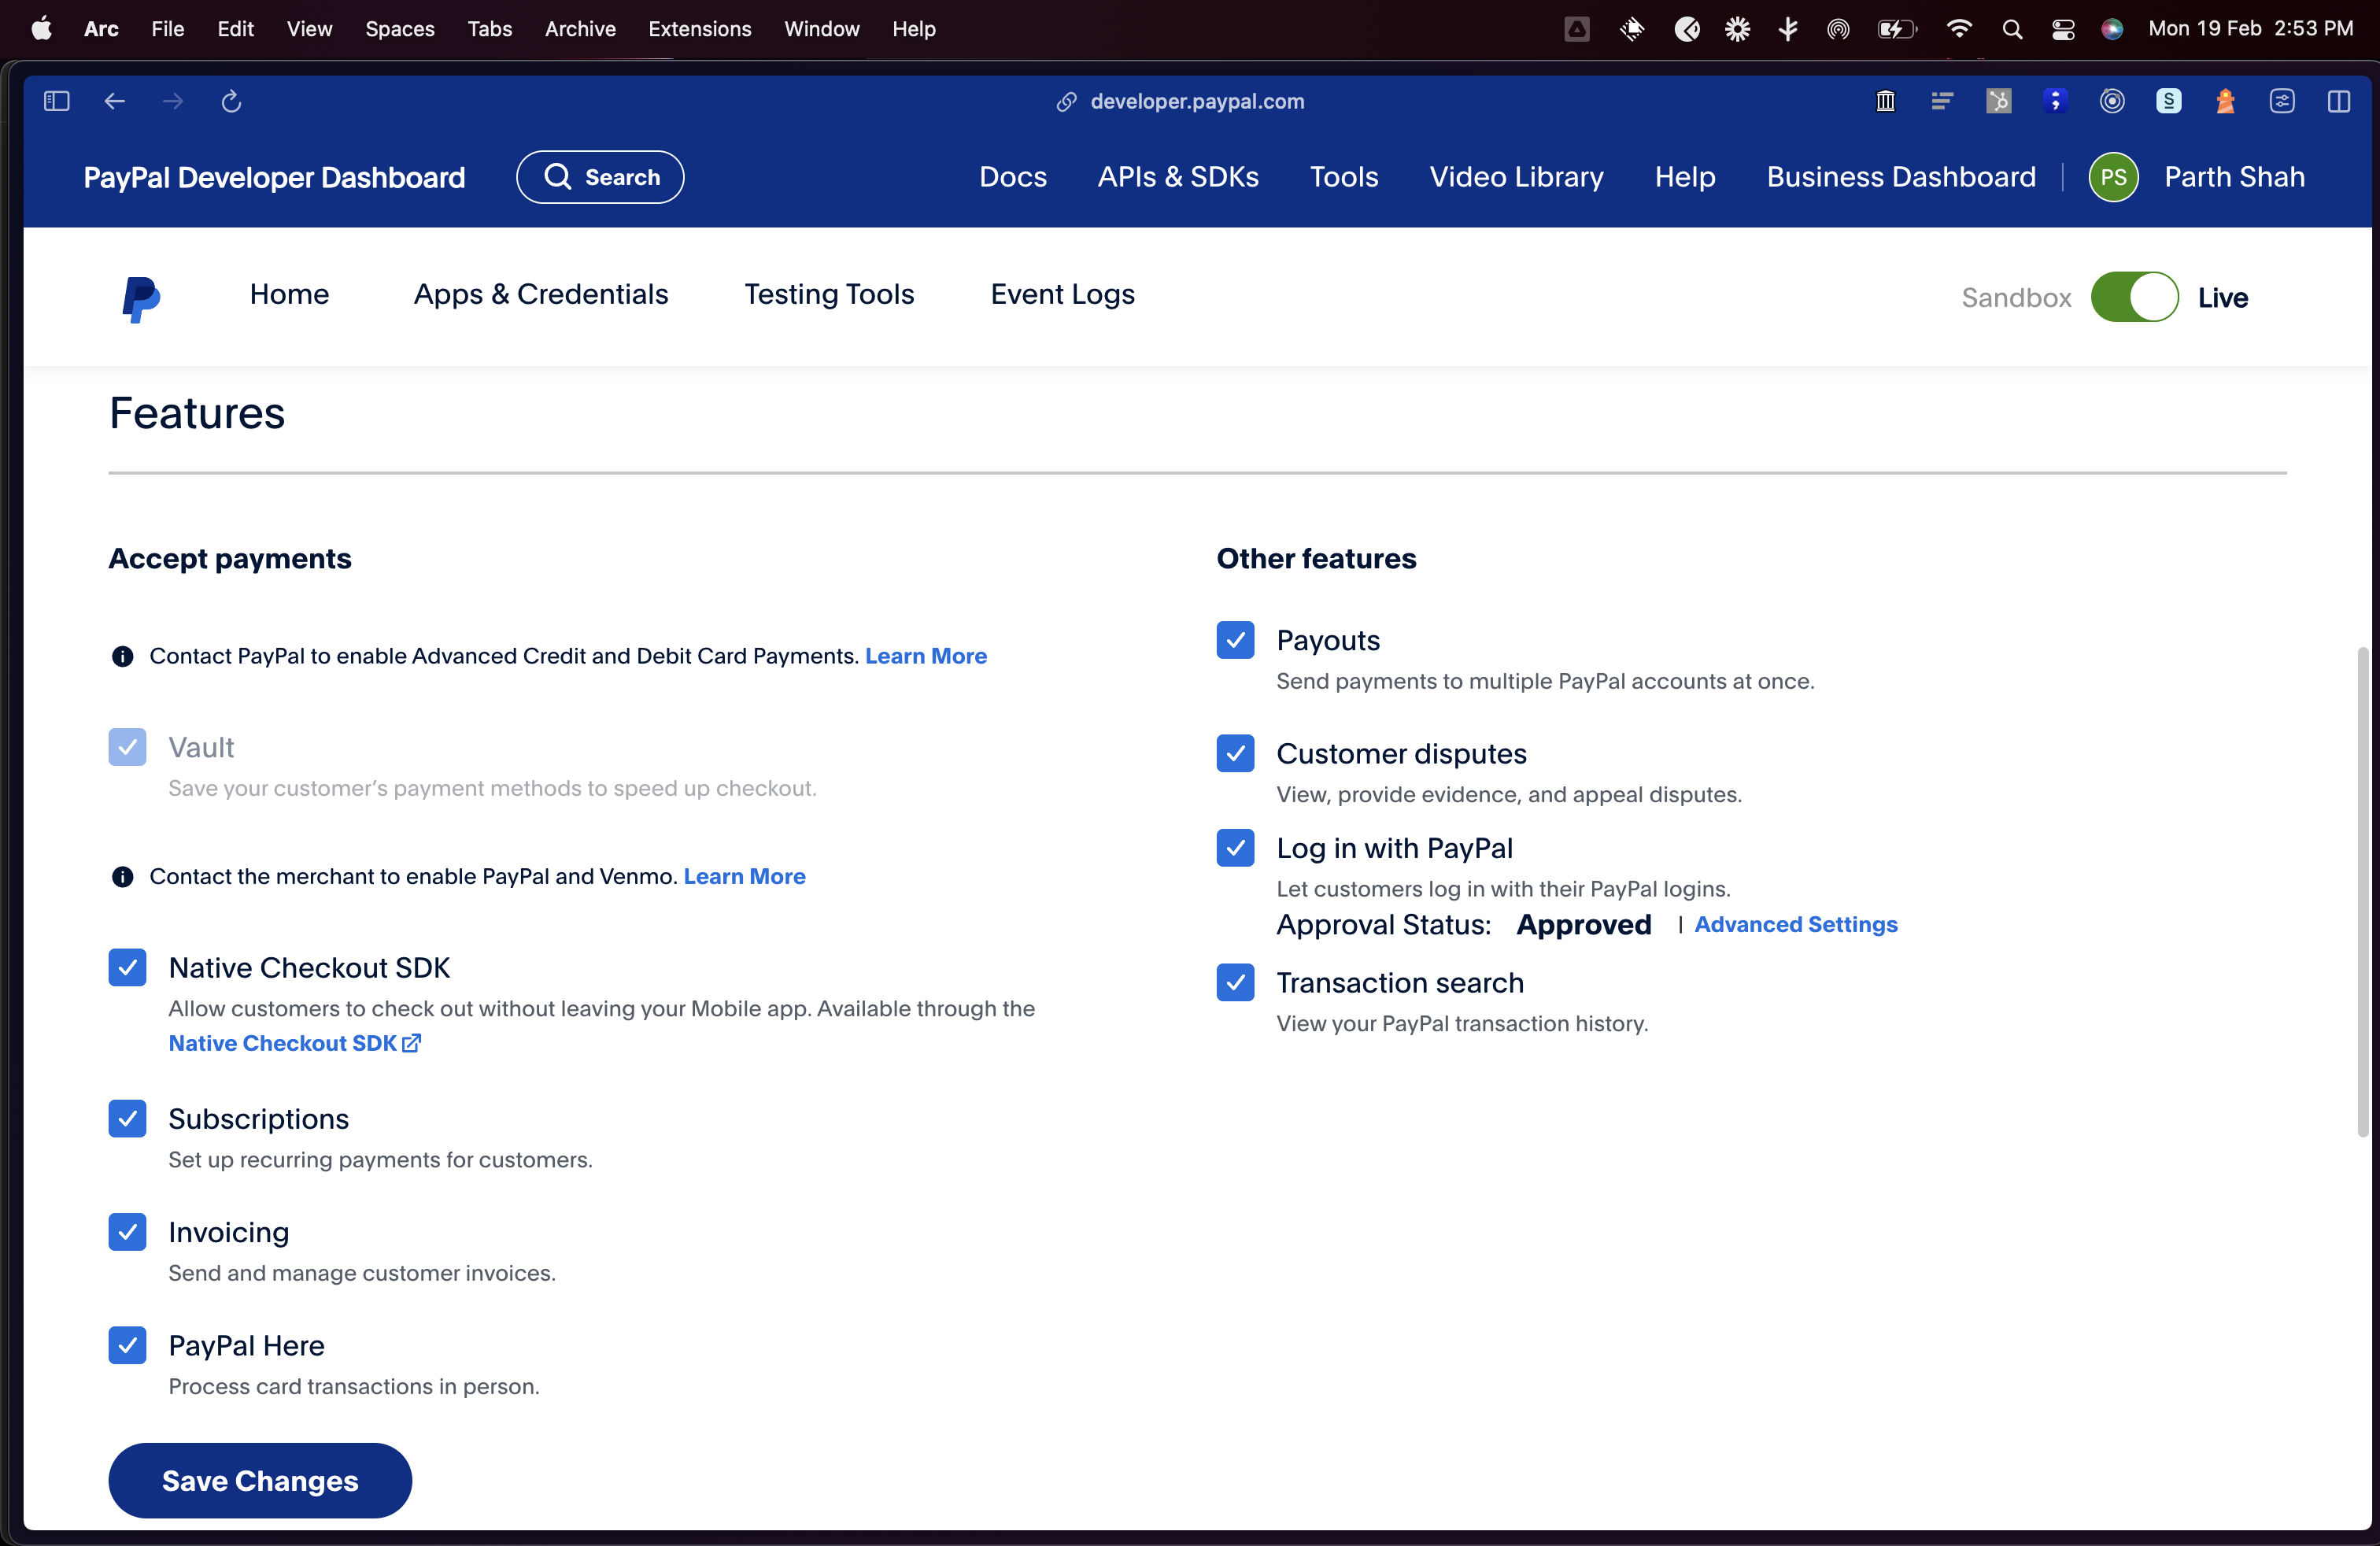 Arc File Edit View Spaces Tabs Archive Extensions Window Help Mon 19 Feb 2:53 PM
developer.paypal.com
PayPal Developer Dashboard Search Docs APIs & SDKs Tools Video Library Help Business Dashboard PS Parth Shah
Home Apps & Credentials Testing Tools Event Logs Sandbox Live
Features
Accept payments
Contact PayPal to enable Advanced Credit and Debit Card Payments. Learn More
Vault
Save your customer’s payment methods to speed up checkout.
Contact the merchant to enable PayPal and Venmo. Learn More
Native Checkout SDK
Allow customers to check out without leaving your Mobile app. Available through the
Native Checkout SDK
Subscriptions
Set up recurring payments for customers.
Invoicing
Send and manage customer invoices.
PayPal Here
Process card transactions in person.
Save Changes
Other features
Payouts
Send payments to multiple PayPal accounts at once.
Customer disputes
View, provide evidence, and appeal disputes.
Log in with PayPal
Let customers log in with their PayPal logins.
Approval Status: Approved | Advanced Settings
Transaction search
View your PayPal transaction history.